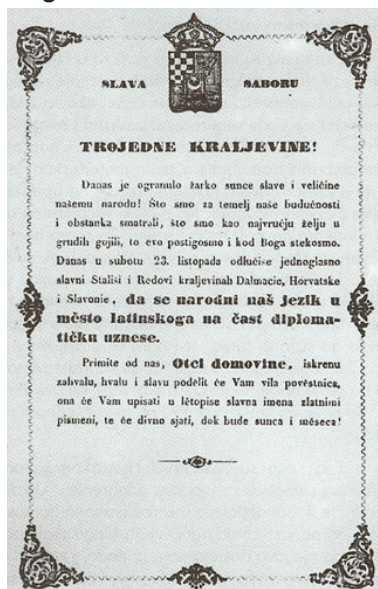 SLAVA SABORU
TROJEDNE KRALJEVINE!
Danas je ogranulo žarko sunce slave i veličine
našemu narodu! Što smo za temelj naše budućnosti
i obstanka smatrali, što smo kao najvruću želju u
grudih gojili, to evo postigosmo i kod Boga stekosmo.
Danas u subotu 23. listopada odlučiše jednoglasno
slavni Stališi i Redovi kraljevinah Dalmacie, Horvatske
i Slavonie, da se narodni naš jezik u
město latinskoga na čast diploma-
tičku uznese.
Primite od nas, Otci domovine, iskrenu
zahvalu, hvalu i slavu podělit će Vam vila pověstnica,
ona će Vam upisati u lětopise slavna imena zlatnimi
pismeni, te će divno sjati, dok bude sunca i měseca!